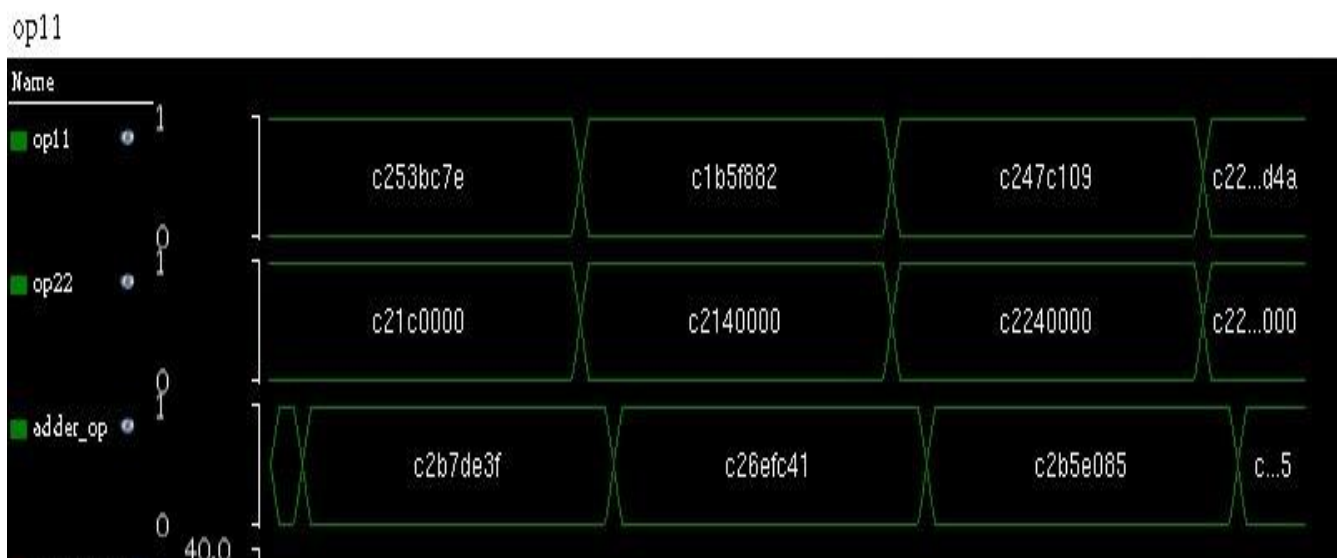 op11
Name
1
op11 c253bc7e c1b5f882 c247c109 c22...d4a
0
1
op22 c21c0000 c2140000 c2240000 c22...000
0
1
adder_op c2b7de3f c26efc41 c2b5e085 c...5
0
40.0